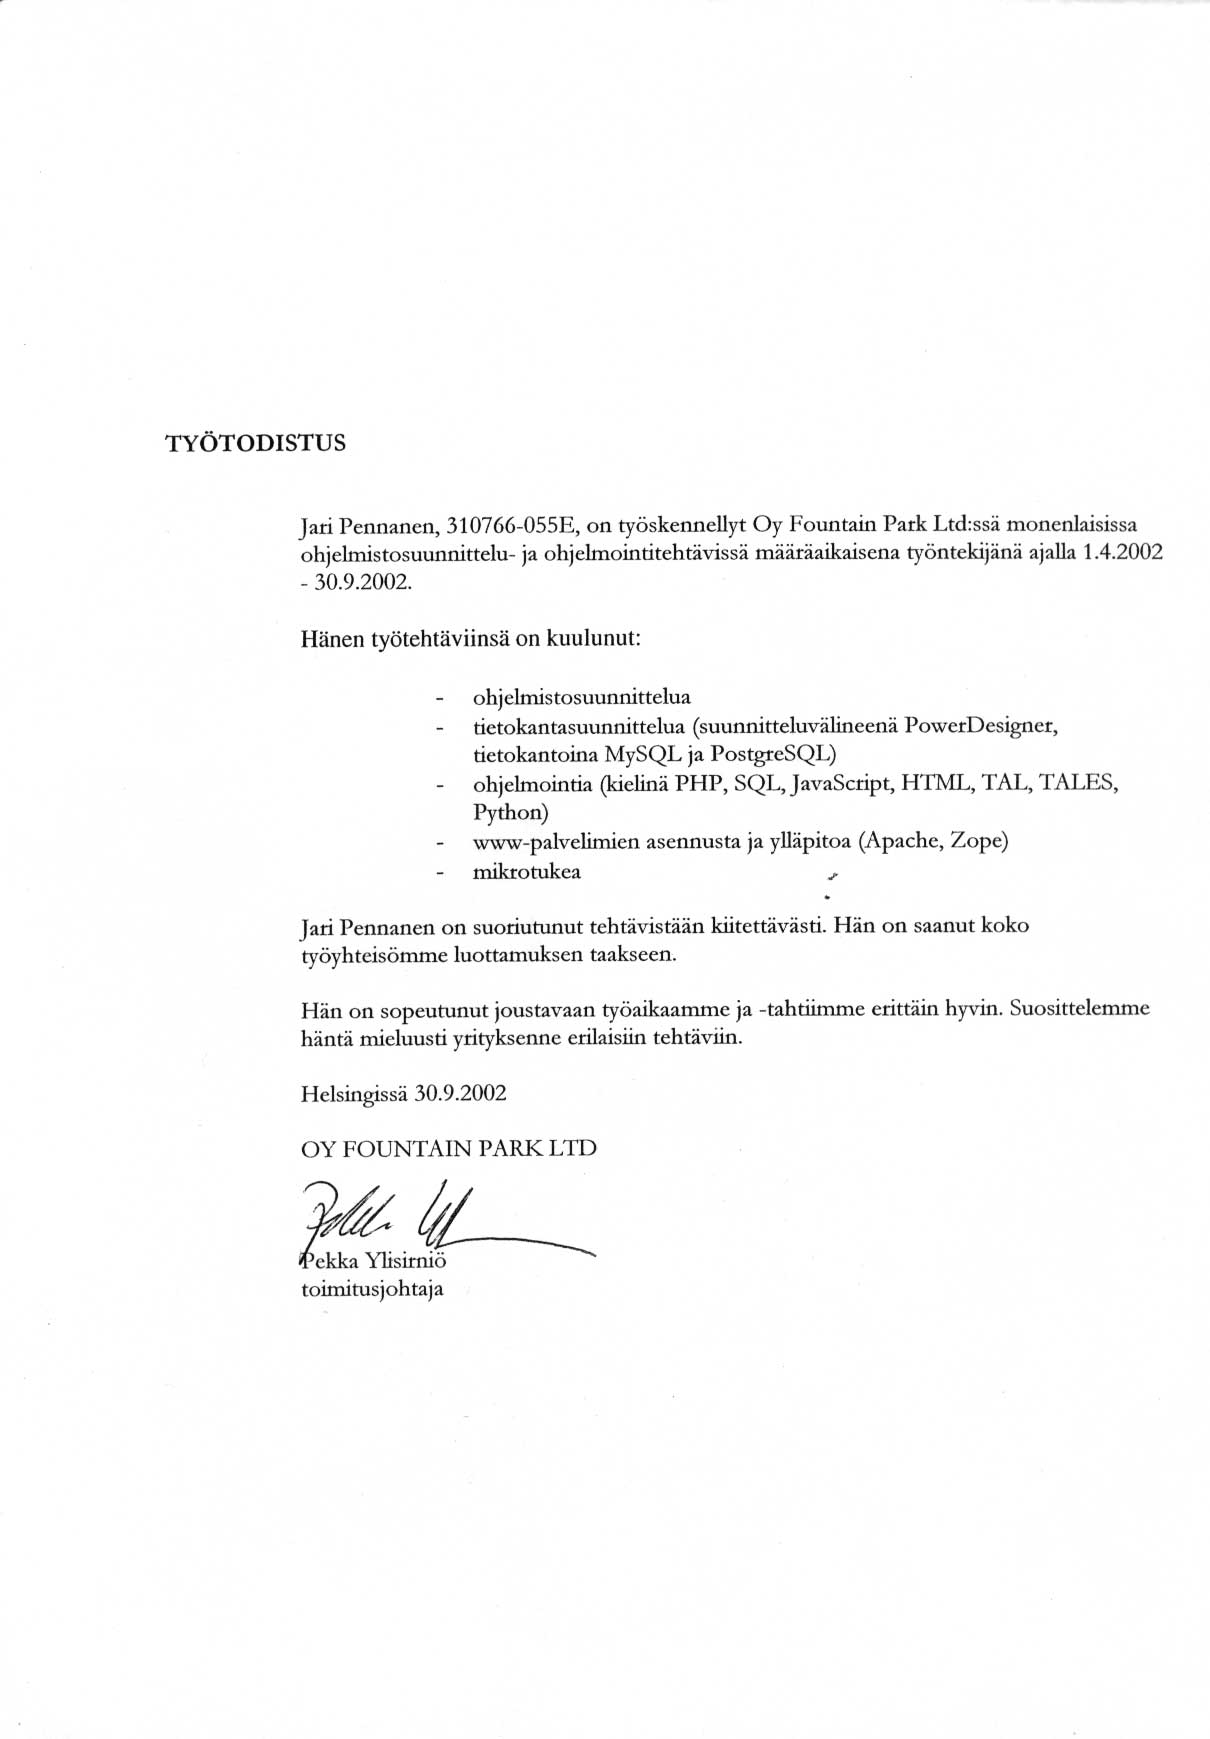 TYÖTODISTUS
Jari Pennanen, 310766-055E, on työskennellyt Oy Fountain Park Ltd:ssä monenlaisissa
ohjelmistosuunnittelu- ja ohjelmointitehtävissä määräaikaisena työntekijänä ajalla 1.4.2002
- 30.9.2002.
Hänen työtehtäviinsä on kuulunut:
- ohjelmistosuunnittelua
- tietokantasuunnittelua (suunnitteluvälineenä PowerDesigner,
tietokantoina MySQL ja PostgreSQL)
- ohjelmointia (kielinä PHP, SQL, JavaScript, HTML, TAL, TALES,
Python)
- www-palvelimien asennusta ja ylläpitoa (Apache, Zope)
- mikrotukea
Jari Pennanen on suoriutunut tehtävistään kiitettävästi. Hän on saanut koko
työyhteisömme luottamuksen taakseen.
Hän on sopeutunut joustavaan työaikaamme ja -tahtiimme erittäin hyvin. Suosittelemme
häntä mieluusti yrityksenne erilaisiin tehtäviin.
Helsingissä 30.9.2002
OY FOUNTAIN PARK LTD
Pekka Ylisirniö
toimitusjohtaja